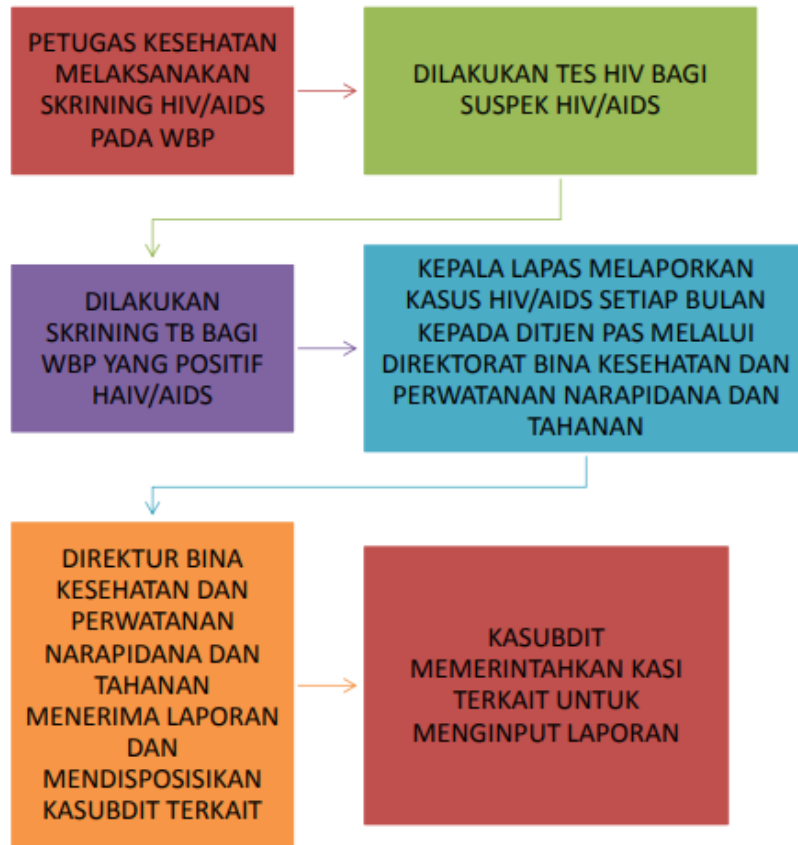 PETUGAS KESEHATAN
MELAKSANAKAN
SKRINING HIV/AIDS
PADA WBP
DILAKUKAN TES HIV BAGI
SUSPEK HIV/AIDS
DILAKUKAN
SKRINING TB BAGI
WBP YANG POSITIF
HAIV/AIDS
KEPALA LAPAS MELAPORKAN
KASUS HIV/AIDS SETIAP BULAN
KEPADA DITJEN PAS MELALUI
DIREKTORAT BINA KESEHATAN DAN
PERWATANAN NARAPIDANA DAN
TAHANAN
DIREKTUR BINA
KESEHATAN DAN
PERWATANAN
NARAPIDANA DAN
TAHANAN
MENERIMA LAPORAN
DAN
MENDISPOSISIKAN
KASUBDIT TERKAIT
KASUBDIT
MEMERINTAHKAN KASI
TERKAIT UNTUK
MENGINPUT LAPORAN